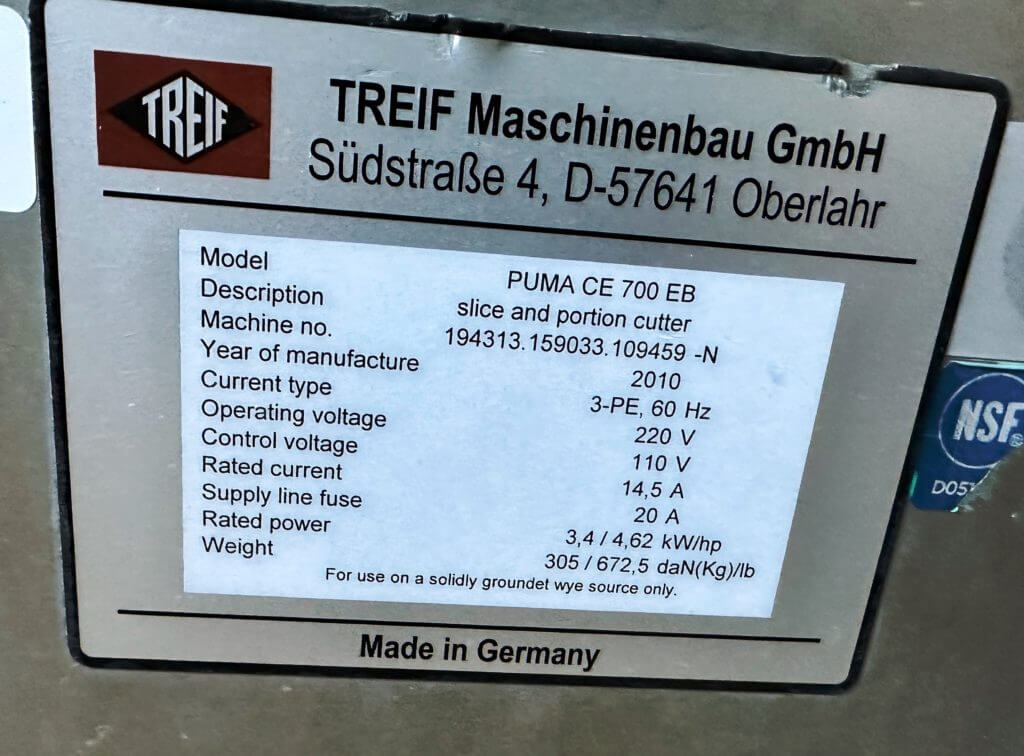 TREIF
TREIF Maschinenbau GmbH
Südstraße 4, D-57641 Oberlahr
Model PUMA CE 700 EB
Description slice and portion cutter
Machine no. 194313.159033.109459 -N
Year of manufacture 2010
Current type 3-PE, 60 Hz
Operating voltage 220 V
Control voltage 110 V
Rated current 14,5 A
Supply line fuse 20 A
Rated power 3,4 / 4,62 kW/hp
Weight 305 / 672,5 daN(Kg)/lb
For use on a solidly groundet wye source only.
Made in Germany
NSF